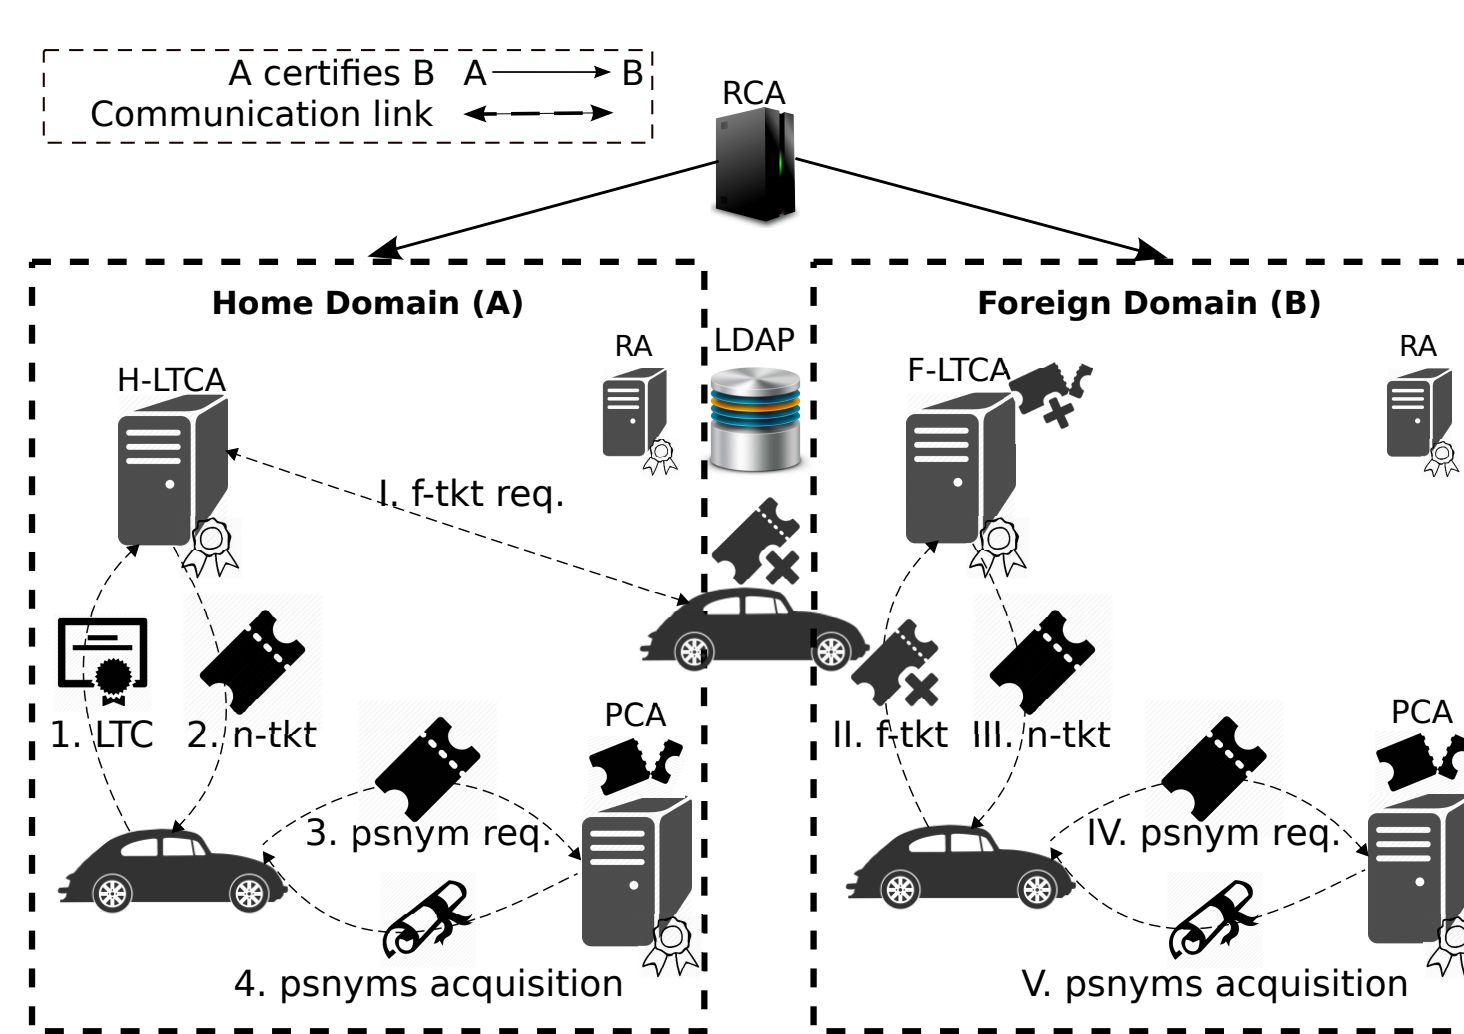 A certifies B A B
Communication link
RCA
Home Domain (A)
Foreign Domain (B)
RA
LDAP
RA
H-LTCA
F-LTCA
I. f-tkt req.
1. LTC
2. n-tkt
PCA
II. f-tkt
III. n-tkt
PCA
3. psnym req.
IV. psnym req.
4. psnyms acquisition
V. psnyms acquisition